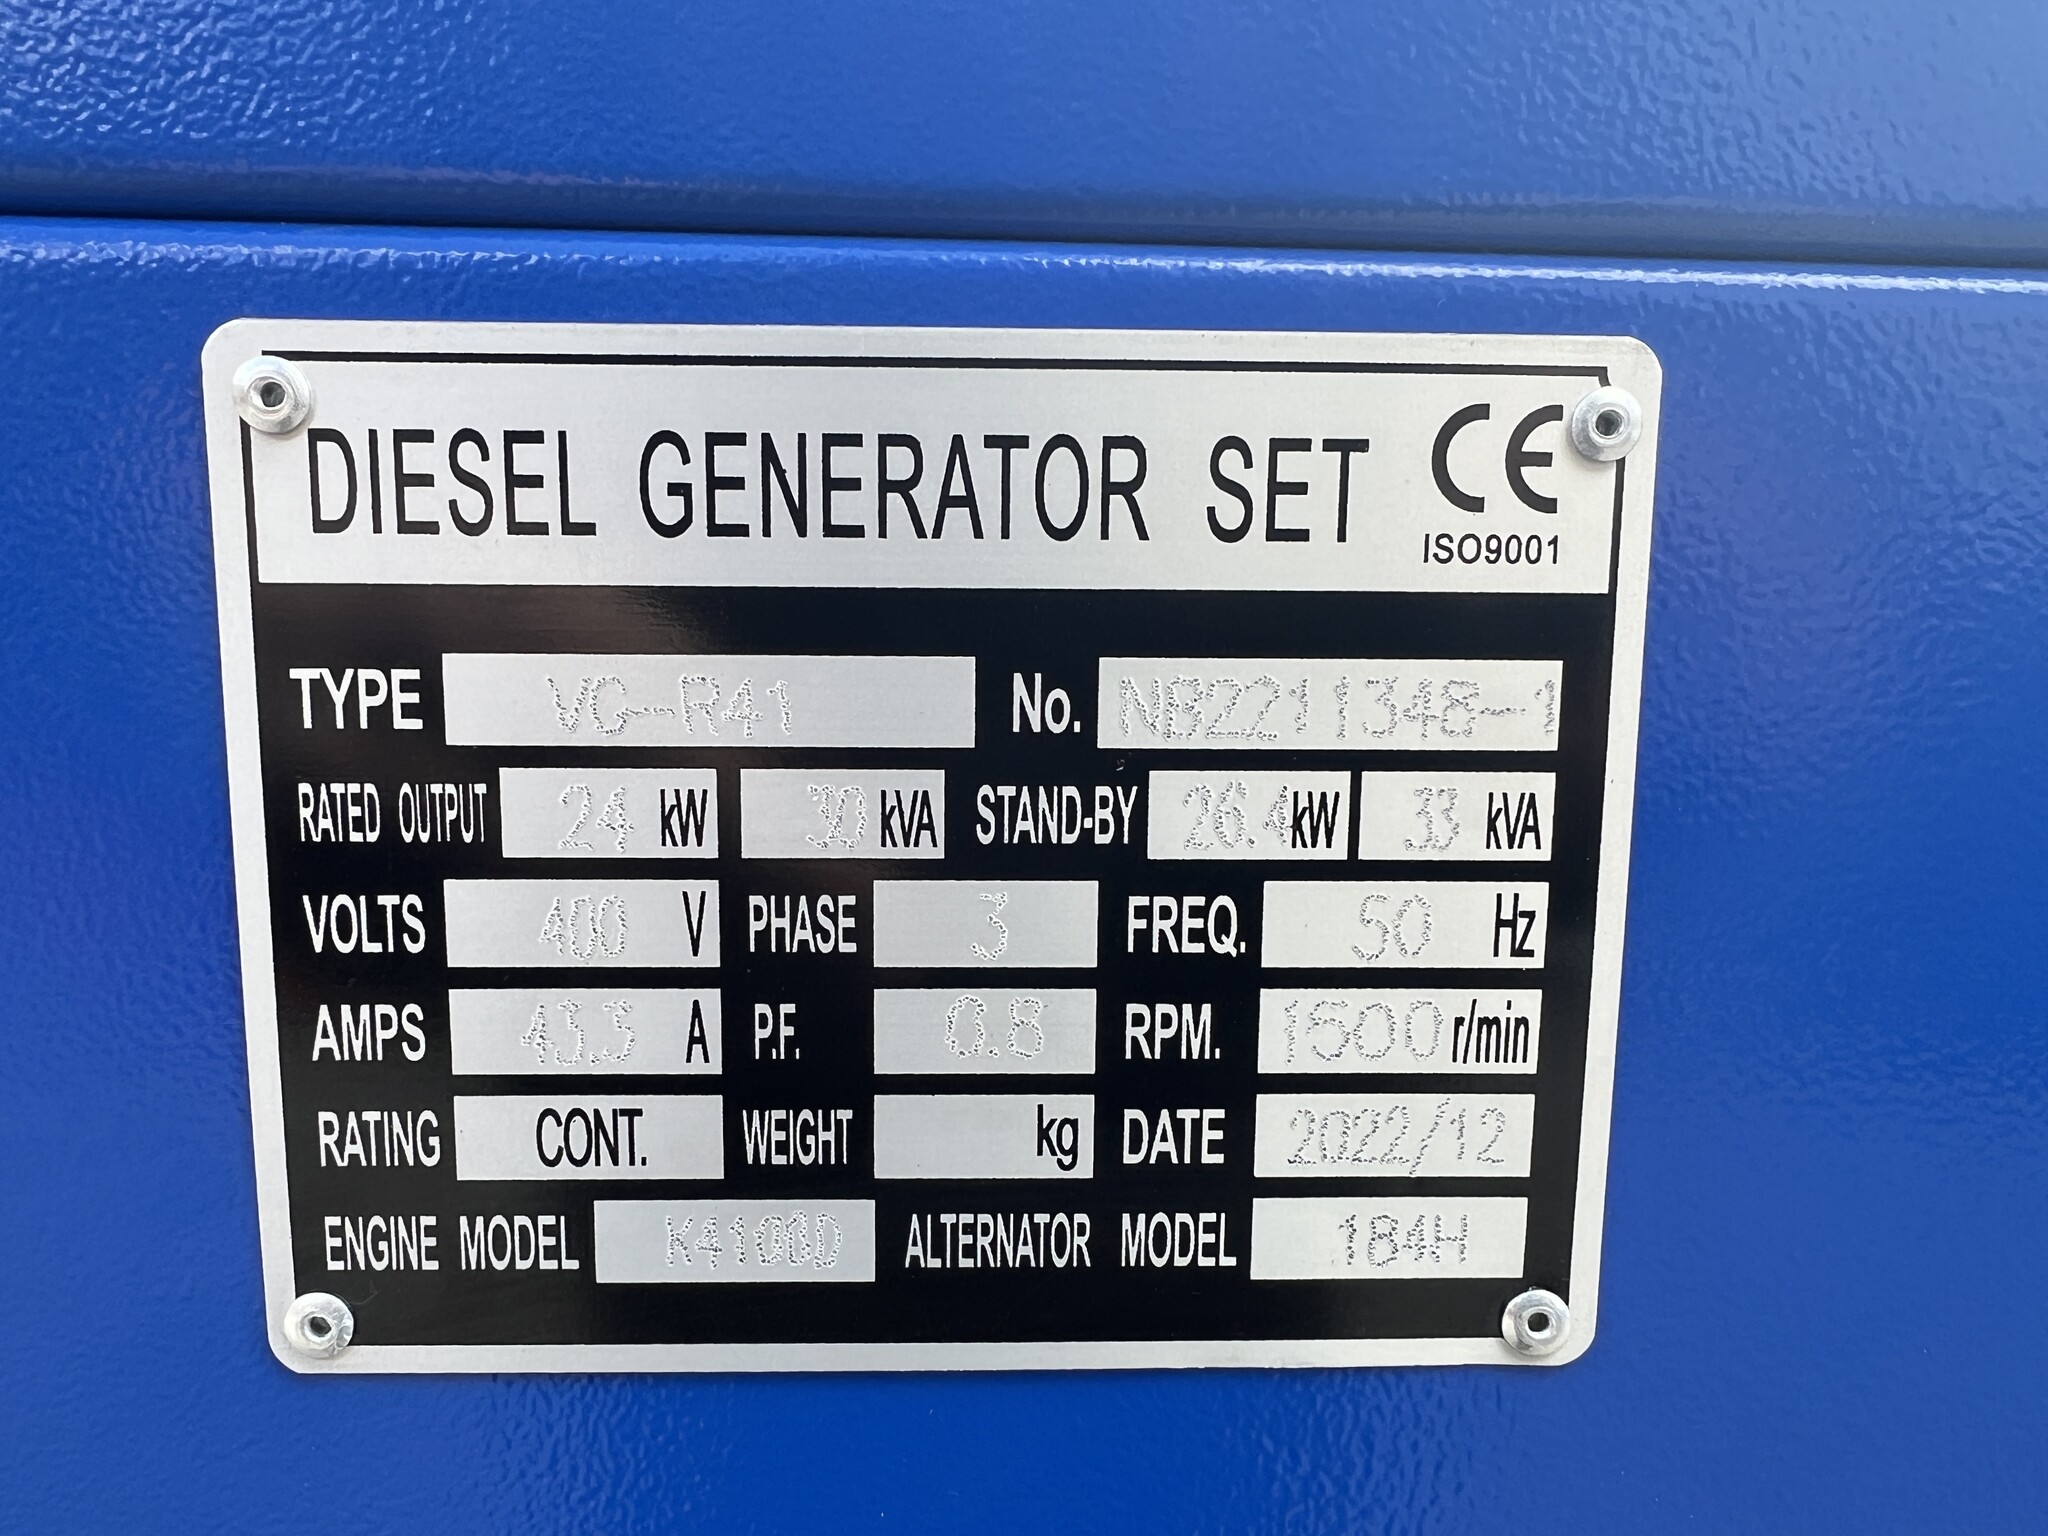 DIESEL GENERATOR SET CE
ISO9001
TYPE VG-R41 No. NB2211348-1
RATED OUTPUT 24 kW 30 kVA STAND-BY 26.4 kW 33 kVA
VOLTS 400 V PHASE 3 FREQ. 50 Hz
AMPS 43.3 A P.F. 0.8 RPM. 1500 r/min
RATING CONT. WEIGHT kg DATE 2022/12
ENGINE MODEL K4100D ALTERNATOR MODEL 184H